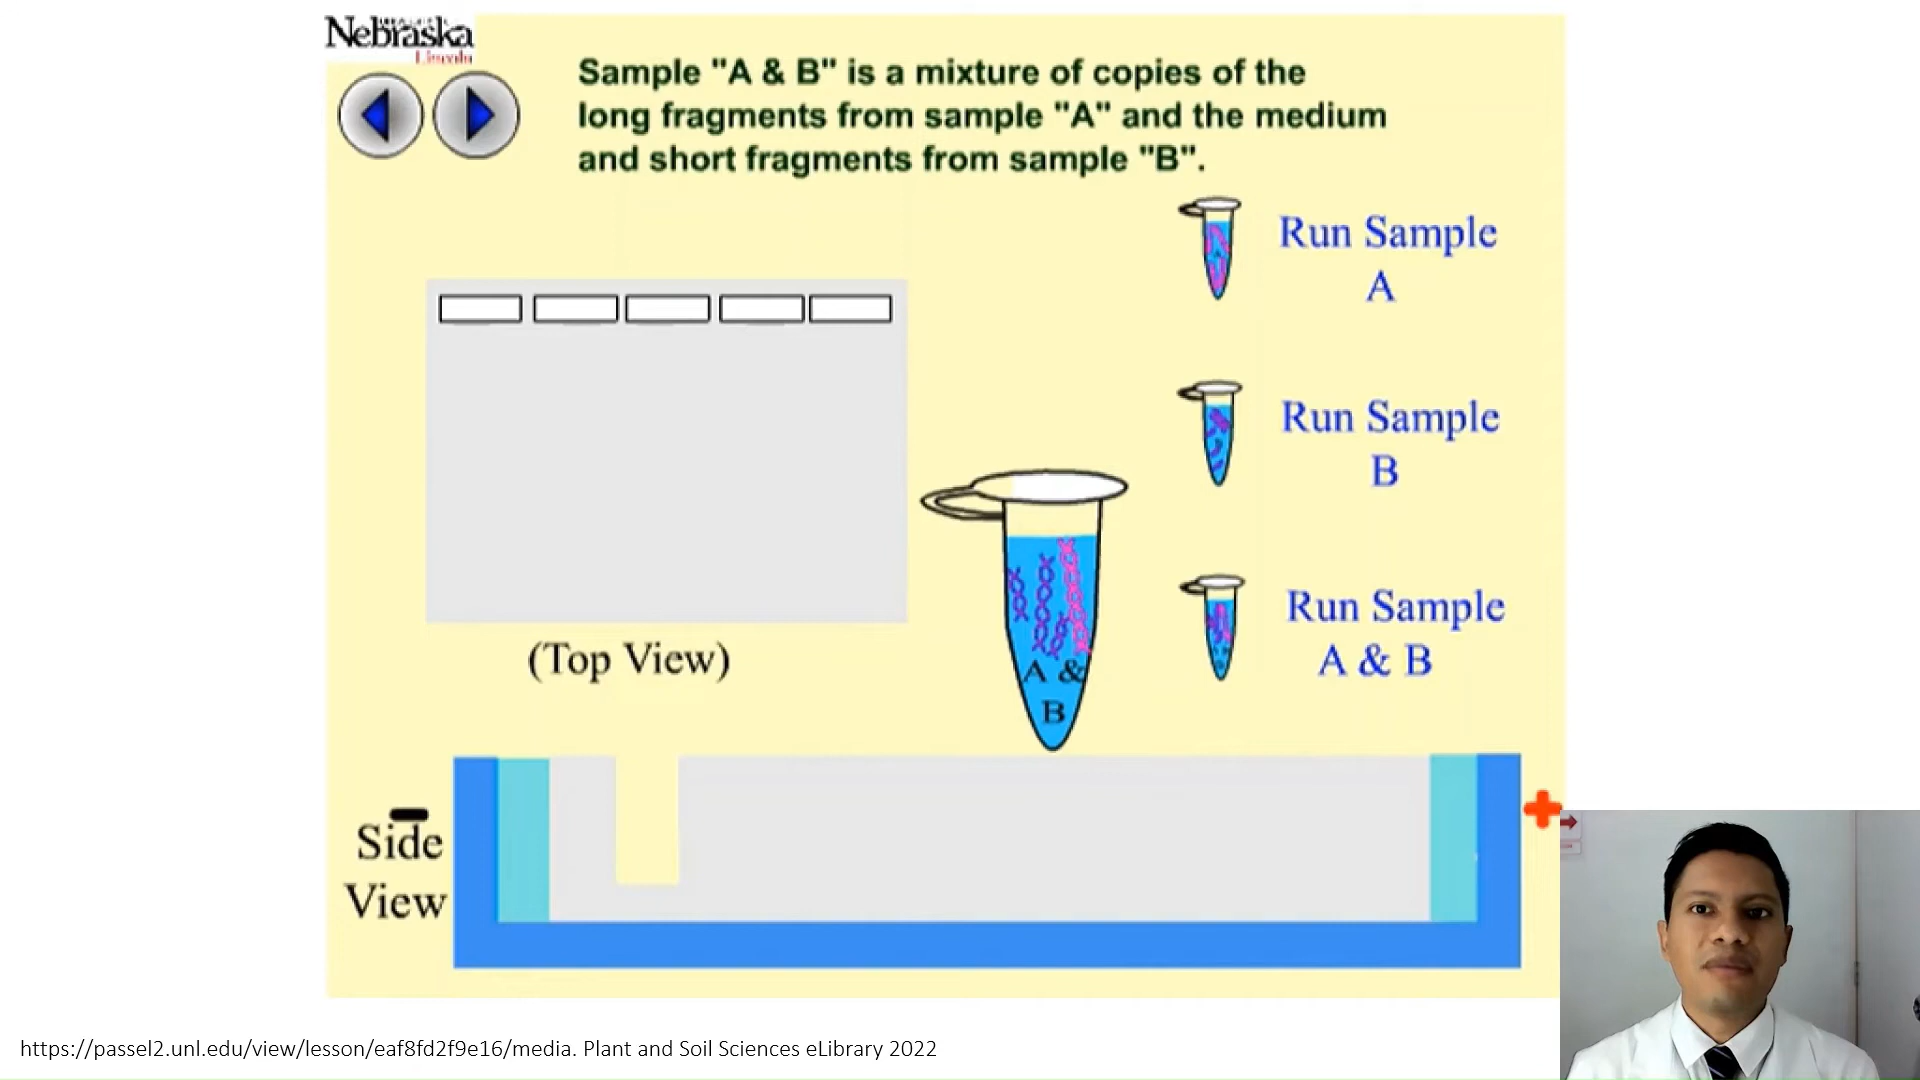 Nebraska
Lincoln
Sample "A & B" is a mixture of copies of the
long fragments from sample "A" and the medium
and short fragments from sample "B".
Run Sample
A
Run Sample
B
Run Sample
A & B
(Top View)
A &
B
Side
View
https://passel2.unl.edu/view/lesson/eaf8fd2f9e16/media. Plant and Soil Sciences eLibrary 2022